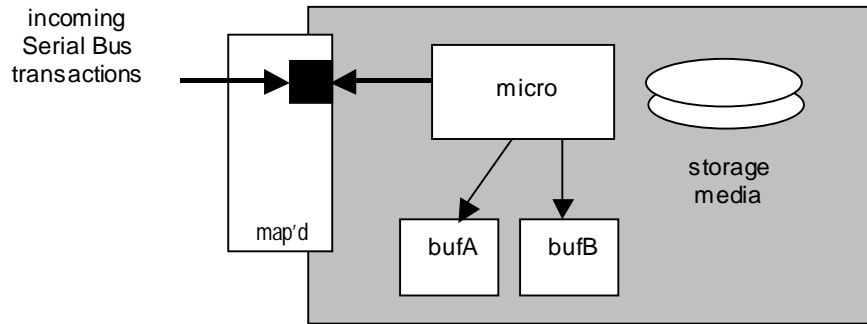 incoming
Serial Bus
transactions
micro
storage
media
map'd
bufA
bufB